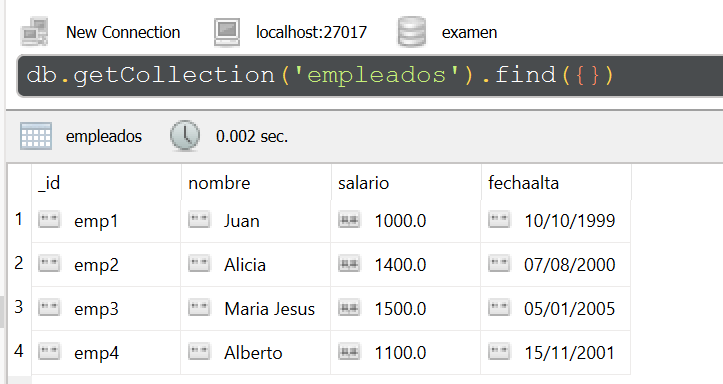 New Connection localhost:27017 examen
db.getCollection('empleados').find({})
empleados 0.002 sec.
_id nombre salario fechaalta
1 emp1 Juan 1000.0 10/10/1999
2 emp2 Alicia 1400.0 07/08/2000
3 emp3 Maria Jesus 1500.0 05/01/2005
4 emp4 Alberto 1100.0 15/11/2001